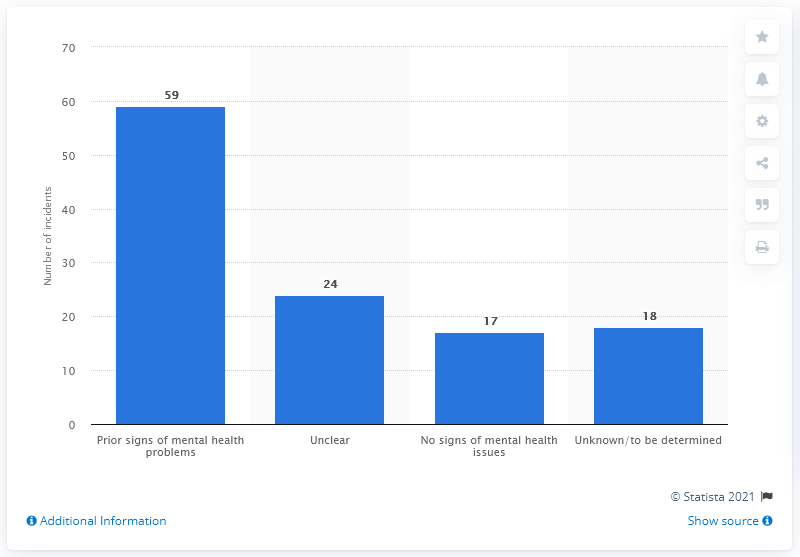 70
60
50
40
30
20
10
0
Number of incidents
59
24
17
18
Prior signs of mental health
problems
Unclear
No signs of mental health
issues
Unknown/to be determined
© Statista 2021
Additional Information
Show source